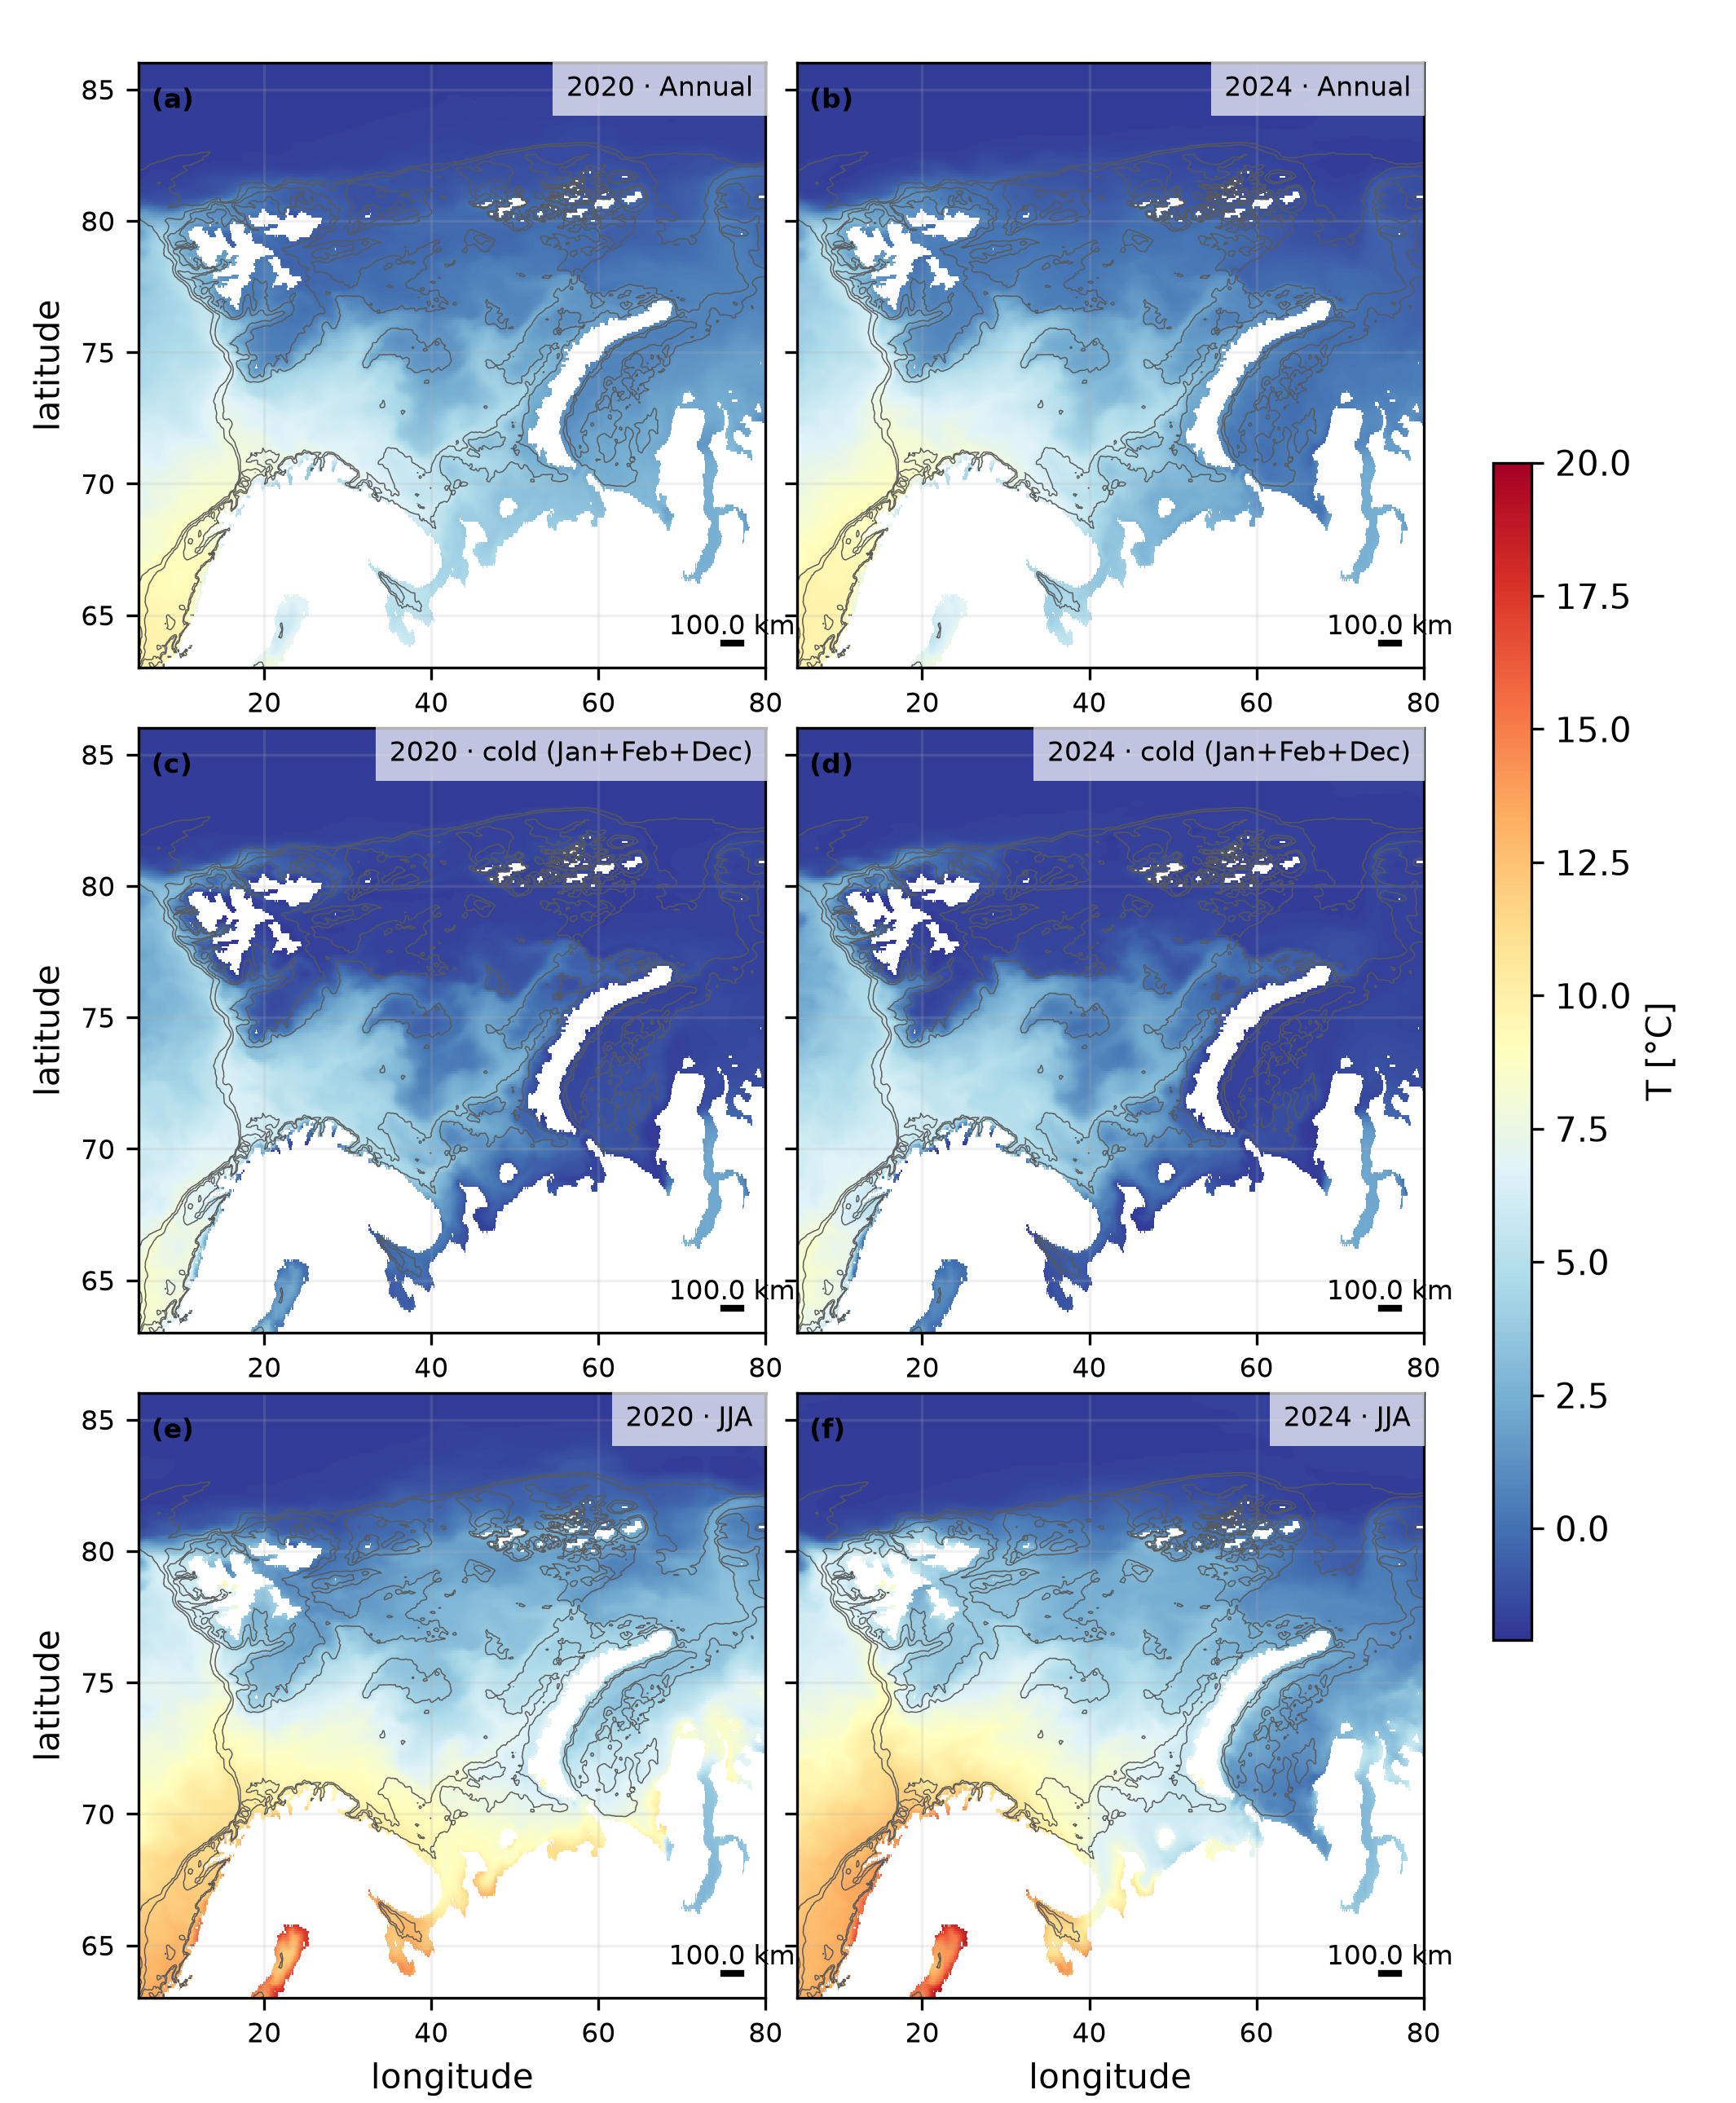 (a)
2020 · Annual
(b)
2024 · Annual
85
80
75
70
65
latitude
100.0 km
100.0 km
20
40
60
80
20
40
60
80
(c)
2020 · cold (Jan+Feb+Dec)
(d)
2024 · cold (Jan+Feb+Dec)
85
80
75
70
65
latitude
100.0 km
100.0 km
20
40
60
80
20
40
60
80
(e)
2020 · JJA
(f)
2024 · JJA
85
80
75
70
65
latitude
100.0 km
100.0 km
20
40
60
80
20
40
60
80
longitude
longitude
20.0
17.5
15.0
12.5
10.0
7.5
5.0
2.5
0.0
T [°C]